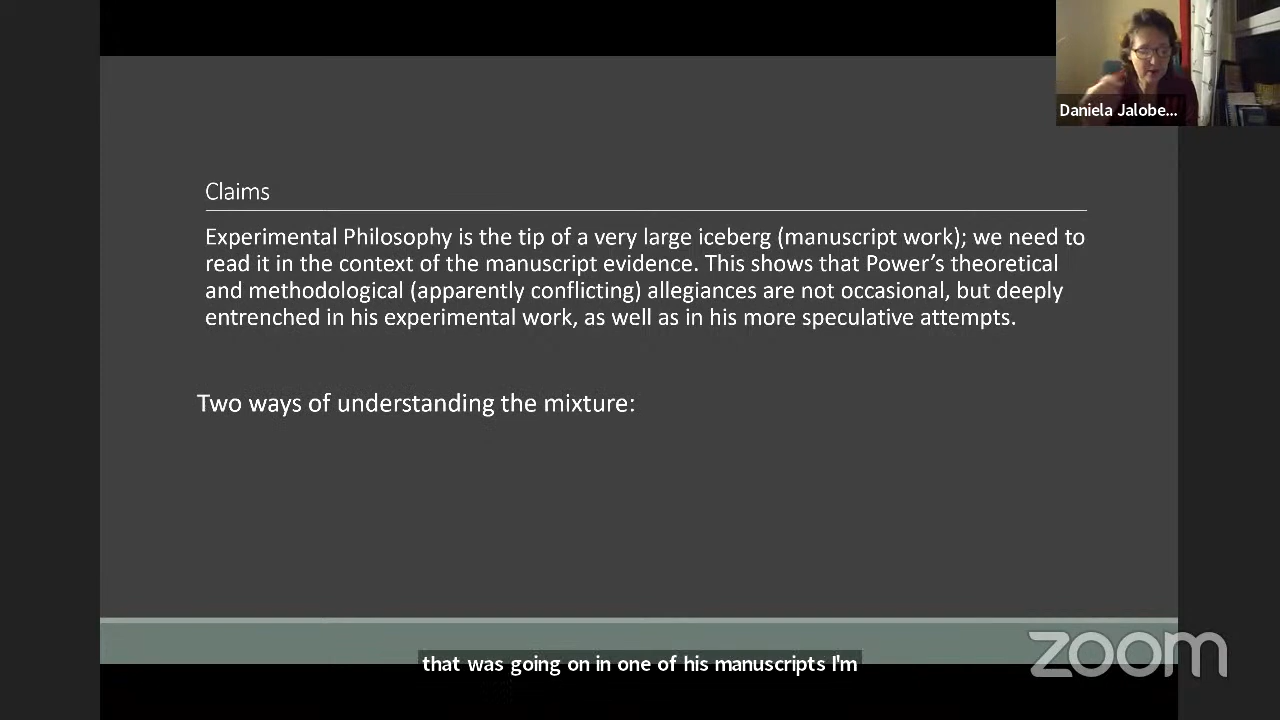 Daniela Jalobe...
Claims
Experimental Philosophy is the tip of a very large iceberg (manuscript work); we need to
read it in the context of the manuscript evidence. This shows that Power's theoretical
and methodological (apparently conflicting) allegiances are not occasional, but deeply
entrenched in his experimental work, as well as in his more speculative attempts.
Two ways of understanding the mixture:
that was going on in one of his manuscripts I'm
zoom